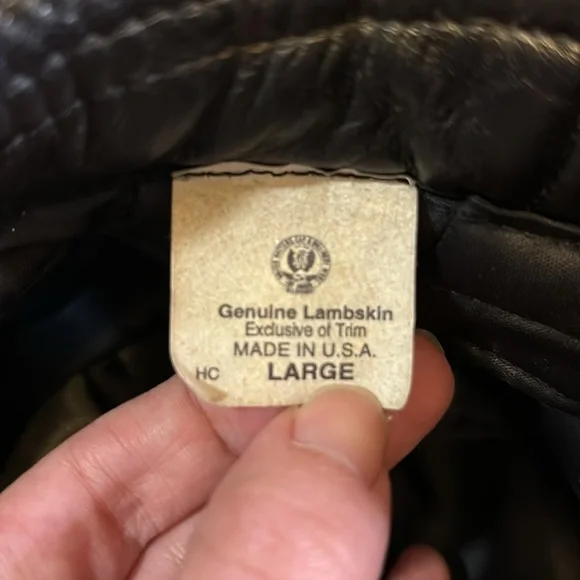 Genuine Lambskin
Exclusive of Trim
MADE IN U.S.A.
HC LARGE